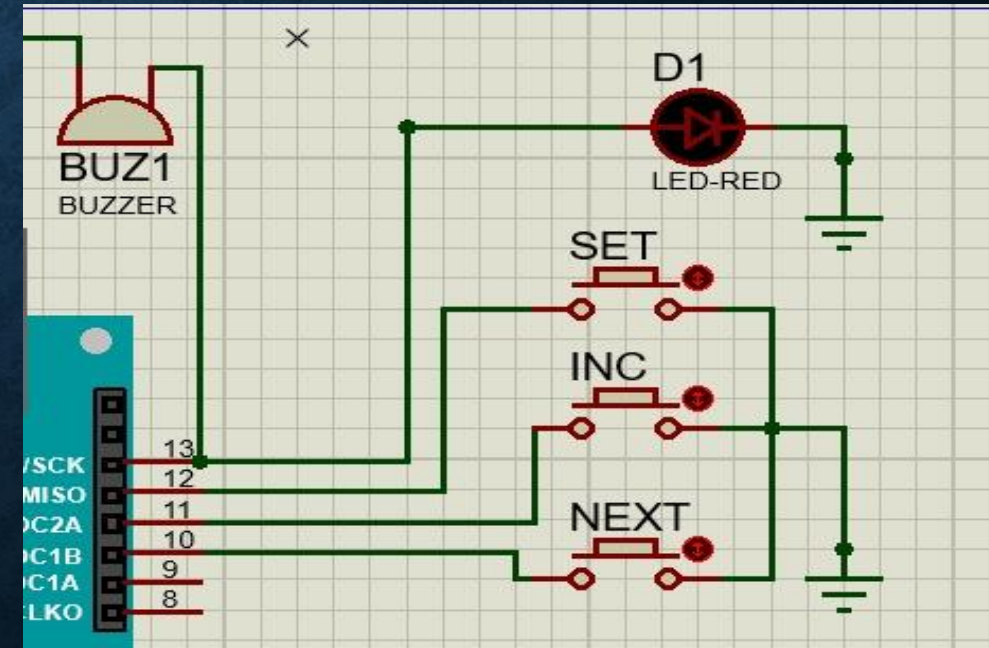 D1
LED-RED
BUZ1
BUZZER
SET
INC
NEXT
13
12
11
10
9
8
/SCK
MISO
OC2A
OC1B
OC1A
CLKO